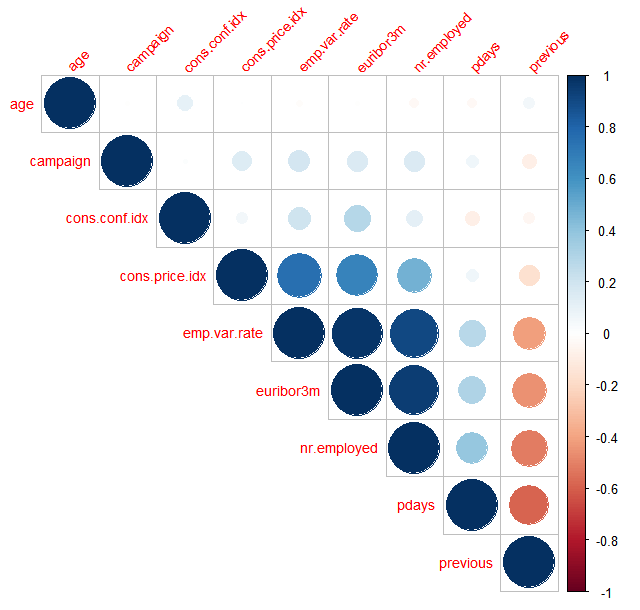 age
campaign
cons.conf.idx
cons.price.idx
emp.var.rate
euribor3m
nr.employed
pdays
previous
age
campaign
cons.conf.idx
cons.price.idx
emp.var.rate
euribor3m
nr.employed
pdays
previous
1
0.8
0.6
0.4
0.2
0
-0.2
-0.4
-0.6
-0.8
-1